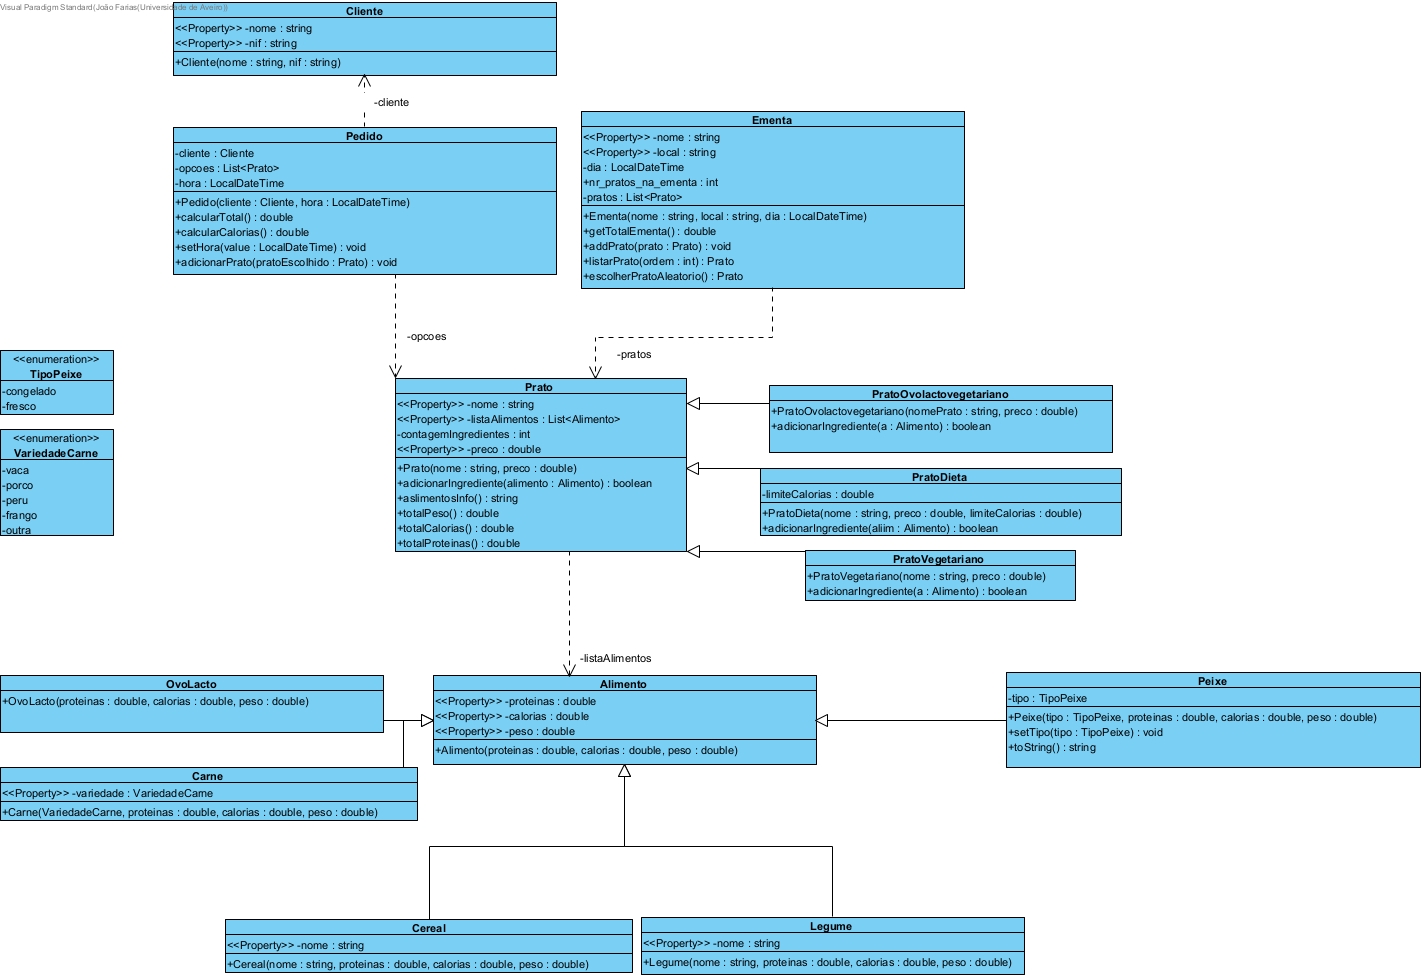 Visual Paradigm Standard(João Farias(Universidade de Aveiro))
Cliente
<<Property>> -nome : string
<<Property>> -nif : string
+Cliente(nome : string, nif : string)
-cliente
Pedido
-cliente : Cliente
-opcoes : List<Prato>
-hora : LocalDateTime
+Pedido(cliente : Cliente, hora : LocalDateTime)
+calcularTotal() : double
+calcularCalorias() : double
+setHora(value : LocalDateTime) : void
+adicionarPrato(pratoEscolhido : Prato) : void
Ementa
<<Property>> -nome : string
<<Property>> -local : string
-dia : LocalDateTime
+nr_pratos_na_ementa : int
-pratos : List<Prato>
+Ementa(nome : string, local : string, dia : LocalDateTime)
+getTotalEmenta() : double
+addPrato(prato : Prato) : void
+listarPrato(ordem : int) : Prato
+escolherPratoAleatorio() : Prato
-opcoes
-pratos
<<enumeration>>
TipoPeixe
-congelado
-fresco
<<enumeration>>
VariedadeCarne
-vaca
-porco
-peru
-frango
-outra
Prato
<<Property>> -nome : string
<<Property>> -listaAlimentos : List<Alimento>
-contagemIngredientes : int
<<Property>> -preco : double
+Prato(nome : string, preco : double)
+adicionarIngrediente(alimento : Alimento) : boolean
+aslimentosInfo() : string
+totalPeso() : double
+totalCalorias() : double
+totalProteinas() : double
PratoOvolactovegetariano
+PratoOvolactovegetariano(nomePrato : string, preco : double)
+adicionarIngrediente(a : Alimento) : boolean
PratoDieta
-limiteCalorias : double
+PratoDieta(nome : string, preco : double, limiteCalorias : double)
+adicionarIngrediente(aliim : Alimento) : boolean
PratoVegetariano
+PratoVegetariano(nome : string, preco : double)
+adicionarIngrediente(a : Alimento) : boolean
-listaAlimentos
OvoLacto
+OvoLacto(proteinas : double, calorias : double, peso : double)
Alimento
<<Property>> -proteinas : double
<<Property>> -calorias : double
<<Property>> -peso : double
+Alimento(proteinas : double, calorias : double, peso : double)
Peixe
-tipo : TipoPeixe
+Peixe(tipo : TipoPeixe, proteinas : double, calorias : double, peso : double)
+setTipo(tipo : TipoPeixe) : void
+toString() : string
Carne
<<Property>> -variedade : VariedadeCarne
+Carne(VariedadeCarne, proteinas : double, calorias : double, peso : double)
Cereal
<<Property>> -nome : string
+Cereal(nome : string, proteinas : double, calorias : double, peso : double)
Legume
<<Property>> -nome : string
+Legume(nome : string, proteinas : double, calorias : double, peso : double)